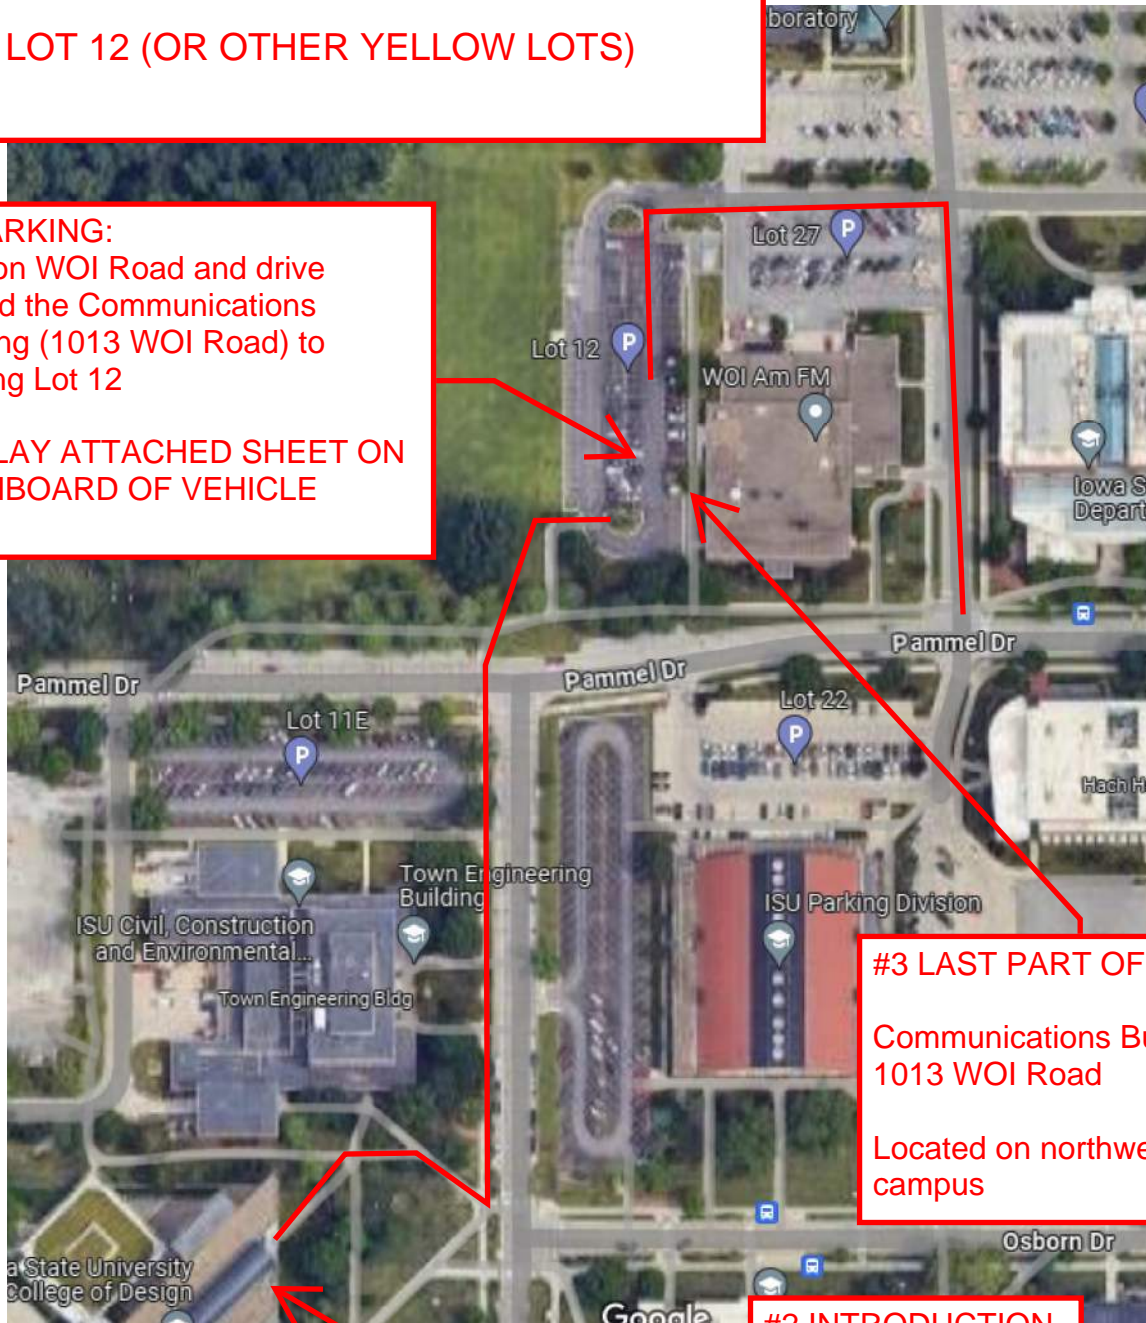 boratory
LOT 12 (OR OTHER YELLOW LOTS)
ARKING:
on WOI Road and drive
d the Communications
ng (1013 WOI Road) to
ng Lot 12
LAY ATTACHED SHEET ON
HBOARD OF VEHICLE
Lot 27
P
Lot 12
P
WOI Am FM
Iowa S
Depart
Pammel Dr
Pammel Dr
Pammel Dr
Lot 11E
P
Lot 22
P
Hach H
Town Engineering
Building
ISU Civil, Construction
and Environmental...
Town Engineering Bldg
ISU Parking Division
#3 LAST PART OF
Communications Bu
1013 WOI Road
Located on northwe
campus
Osborn Dr
a State University
College of Design
Google
#2 INTRODUCTION